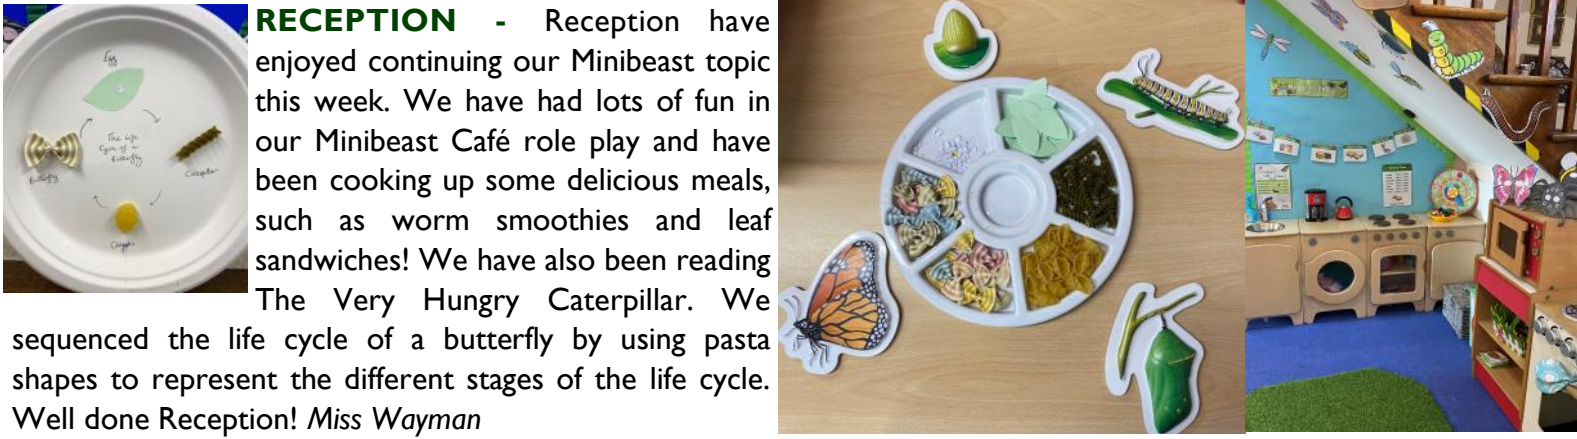 RECEPTION - Reception have
enjoyed continuing our Minibeast topic
this week. We have had lots of fun in
our Minibeast Café role play and have
been cooking up some delicious meals,
such as worm smoothies and leaf
sandwiches! We have also been reading
The Very Hungry Caterpillar. We
sequenced the life cycle of a butterfly by using pasta
shapes to represent the different stages of the life cycle.
Well done Reception! Miss Wayman
Egg
The Life
Cycle of a
Butterfly
Butterfly